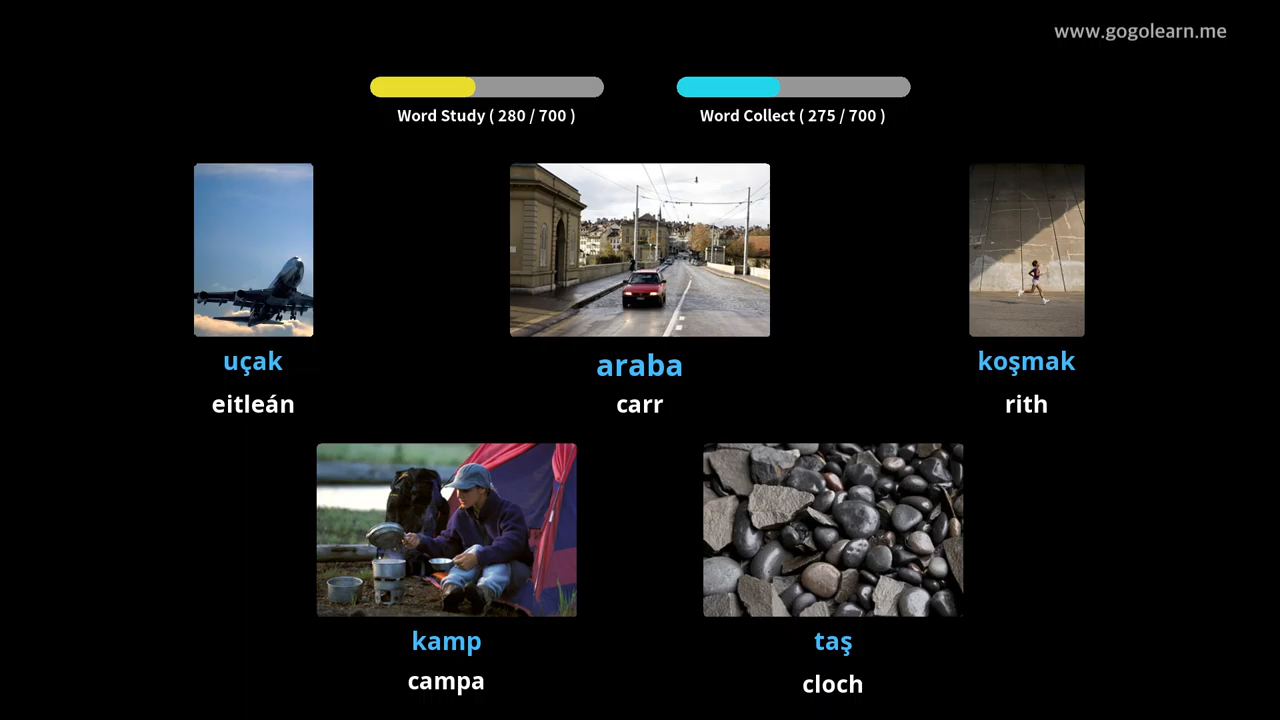 www.gogolearn.me
Word Study ( 280 / 700 )
Word Collect ( 275 / 700 )
uçak
araba
koşmak
eitleán
carr
rith
kamp
taş
campa
cloch